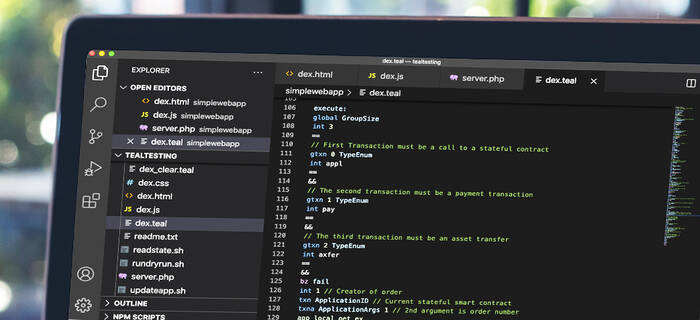 dex.teal — tealtesting
EXPLORER ...
dex.html
JS dex.js
server.php
dex.teal ×
simplewebapp > dex.teal
OPEN EDITORS
dex.html simplewebapp
JS dex.js simplewebapp
server.php simplewebapp
× dex.teal simplewebapp
TEALTESTING
dex_clear.teal
# dex.css
dex.html
JS dex.js
dex.teal
readme.txt
readstate.sh
rundryrun.sh
server.php
updateapp.sh
OUTLINE
NPM SCRIPTS
105
106 execute:
107 global GroupSize
108 int 3
109 ==
110 // First Transaction must be a call to a stateful contract
111 gtxn 0 TypeEnum
112 int appl
113 ==
114 &&
115 // The second transaction must be a payment transaction
116 gtxn 1 TypeEnum
117 int pay
118 ==
119 &&
120 // The third transaction must be an asset transfer
121 gtxn 2 TypeEnum
122 int axfer
123 ==
124 &&
125 bz fail
126 int 1 // Creator of order
127 txn ApplicationID // Current stateful smart contract
128 txna ApplicationArgs 1 // 2nd argument is order number
129 app_local_get_ex